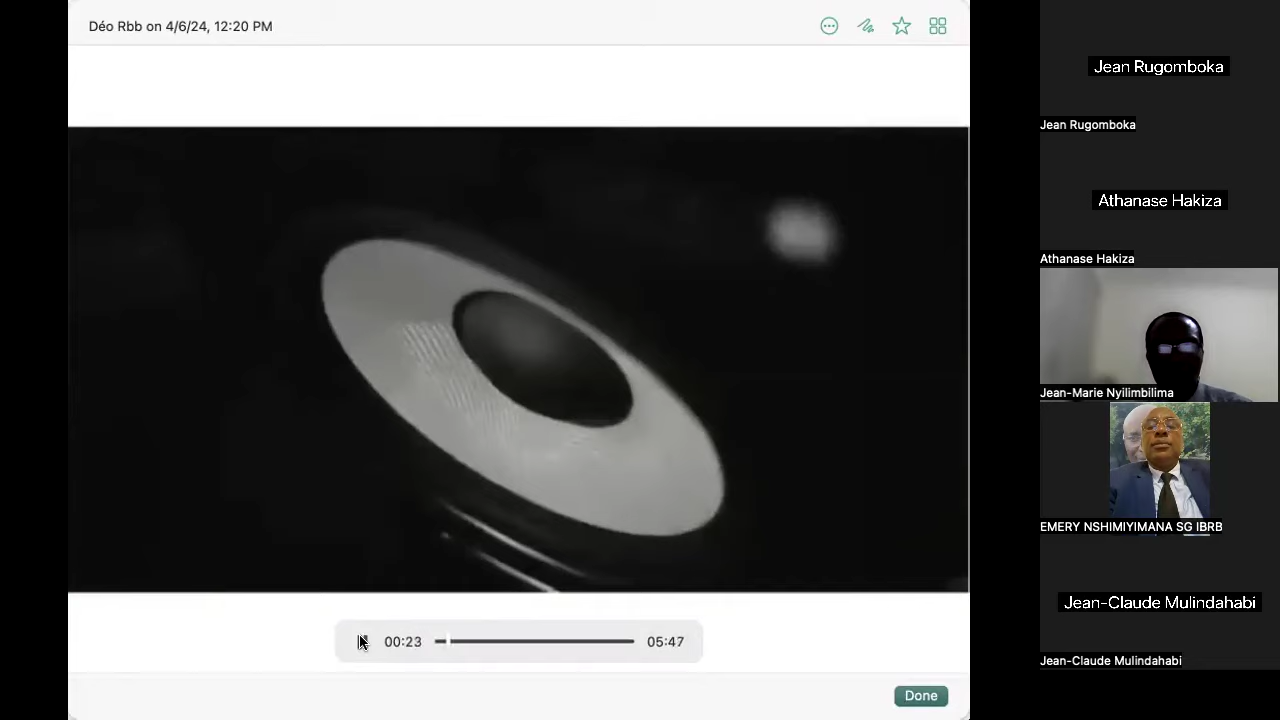 Déo Rbb on 4/6/24, 12:20 PM
00:23
05:47
Done
Jean Rugomboka
Jean Rugomboka
Athanase Hakiza
Athanase Hakiza
Jean-Marie Nyilimbilima
EMERY NSHIMIYIMANA SG IBRB
Jean-Claude Mulindahabi
Jean-Claude Mulindahabi